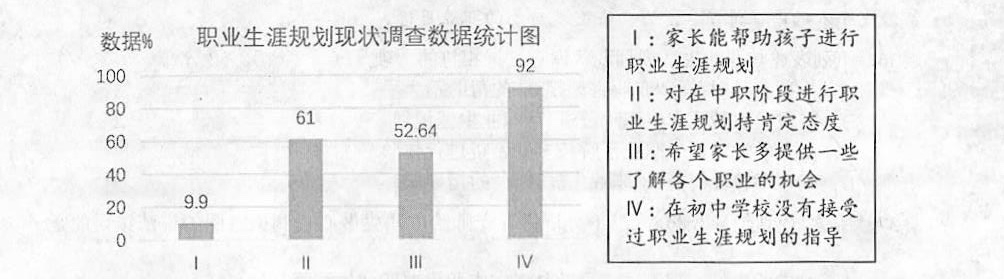 数据%
职业生涯规划现状调查数据统计图
100
80
60
40
20
0
9.9
61
52.64
92
Ⅰ
Ⅱ
Ⅲ
Ⅳ
Ⅰ：家长能帮助孩子进行
职业生涯规划
Ⅱ：对在中职阶段进行职
业生涯规划持肯定态度
Ⅲ：希望家长多提供一些
了解各个职业的机会
Ⅳ：在初中学校没有接受
过职业生涯规划的指导